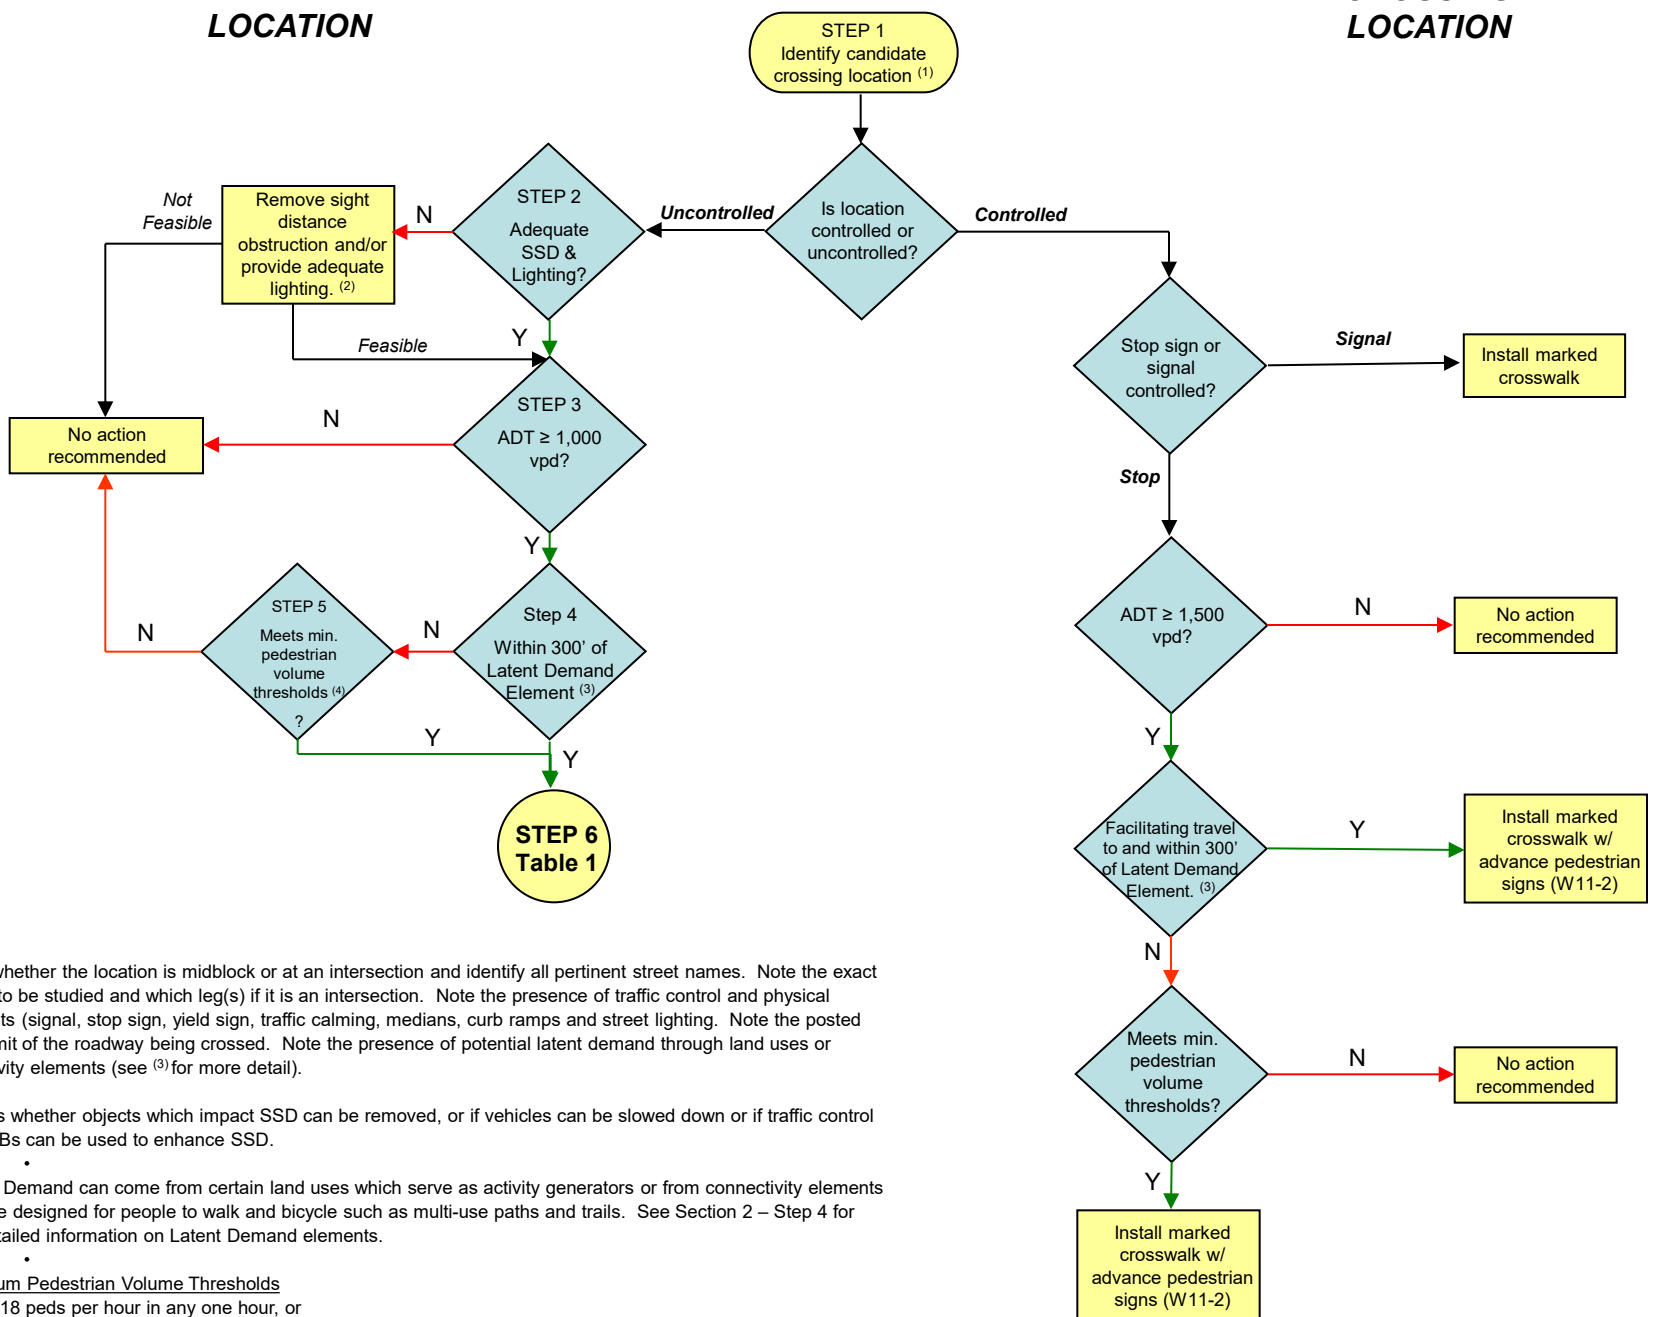 LOCATION
LOCATION
STEP 1
Identify candidate
crossing location (1)
Is location
controlled or
uncontrolled?
Uncontrolled
Controlled
STEP 2
Adequate
SSD &
Lighting?
N
Remove sight
distance
obstruction and/or
provide adequate
lighting. (2)
Not
Feasible
Feasible
Y
STEP 3
ADT ≥ 1,000
vpd?
N
No action
recommended
Y
Step 4
Within 300' of
Latent Demand
Element (3)
N
STEP 5
Meets min.
pedestrian
volume
thresholds (4)
?
N
Y
Y
STEP 6
Table 1
Stop sign or
signal
controlled?
Signal
Install marked
crosswalk
Stop
ADT ≥ 1,500
vpd?
N
No action
recommended
Y
Facilitating travel
to and within 300'
of Latent Demand
Element. (3)
Y
Install marked
crosswalk w/
advance pedestrian
signs (W11-2)
N
Meets min.
pedestrian
volume
thresholds?
N
No action
recommended
Y
Install marked
crosswalk w/
advance pedestrian
signs (W11-2)
whether the location is midblock or at an intersection and identify all pertinent street names. Note the exact
to be studied and which leg(s) if it is an intersection. Note the presence of traffic control and physical
ts (signal, stop sign, yield sign, traffic calming, medians, curb ramps and street lighting. Note the posted
mit of the roadway being crossed. Note the presence of potential latent demand through land uses or
vity elements (see (3) for more detail).
s whether objects which impact SSD can be removed, or if vehicles can be slowed down or if traffic control
Bs can be used to enhance SSD.
•
Demand can come from certain land uses which serve as activity generators or from connectivity elements
e designed for people to walk and bicycle such as multi-use paths and trails. See Section 2 – Step 4 for
tailed information on Latent Demand elements.
•
um Pedestrian Volume Thresholds
18 peds per hour in any one hour, or